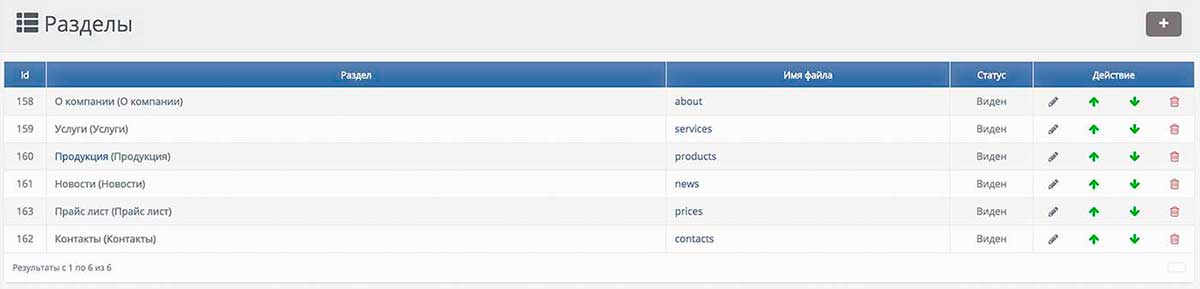 Разделы
+
Id Раздел Имя файла Статус Действие
158 О компании (О компании) about Виден
159 Услуги (Услуги) services Виден
160 Продукция (Продукция) products Виден
161 Новости (Новости) news Виден
163 Прайс лист (Прайс лист) prices Виден
162 Контакты (Контакты) contacts Виден
Результаты с 1 по 6 из 6